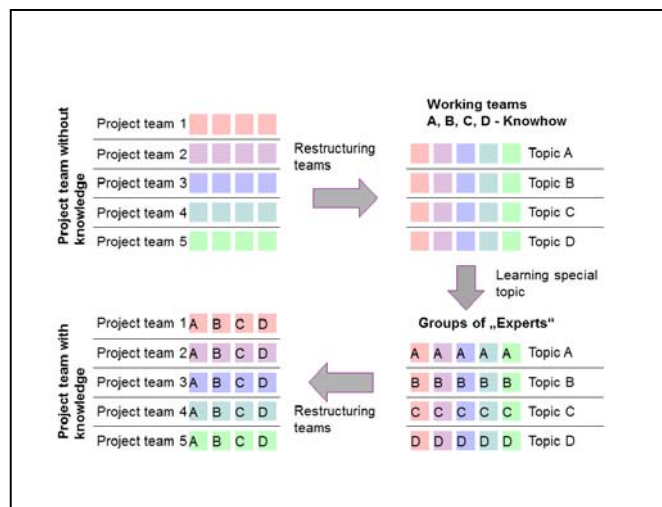 Project team without
knowledge
Project team 1
Project team 2
Project team 3
Project team 4
Project team 5
Restructuring
teams
Working teams
A, B, C, D - Knowhow
Topic A
Topic B
Topic C
Topic D
Learning special
topic
Groups of „Experts“
A A A A A Topic A
B B B B B Topic B
C C C C C Topic C
D D D D D Topic D
Restructuring
teams
Project team with
knowledge
Project team 1 A B C D
Project team 2 A B C D
Project team 3 A B C D
Project team 4 A B C D
Project team 5 A B C D